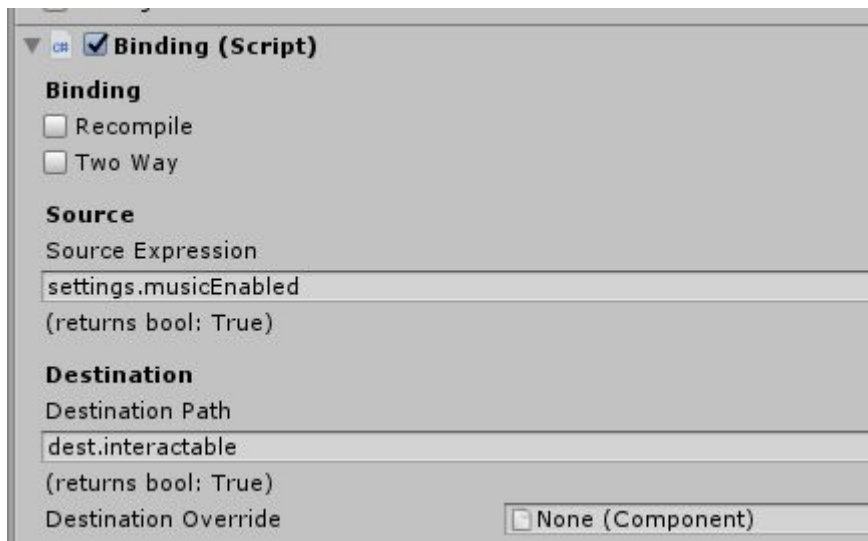 Binding (Script)
Binding
Recompile
Two Way
Source
Source Expression
settings.musicEnabled
(returns bool: True)
Destination
Destination Path
dest.interactable
(returns bool: True)
Destination Override None (Component)